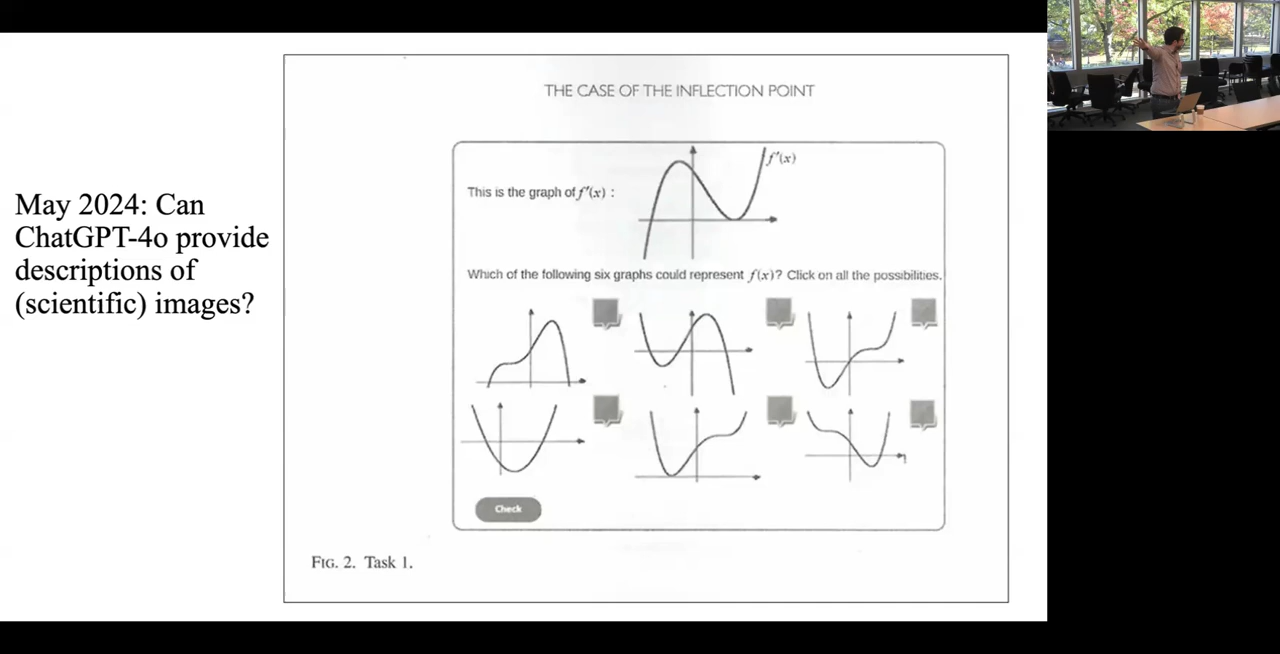 May 2024: Can
ChatGPT-4o provide
descriptions of
(scientific) images?
THE CASE OF THE INFLECTION POINT
This is the graph of f′(x) :
f′(x)
Which of the following six graphs could represent f(x)? Click on all the possibilities.
Check
FIG. 2. Task 1.